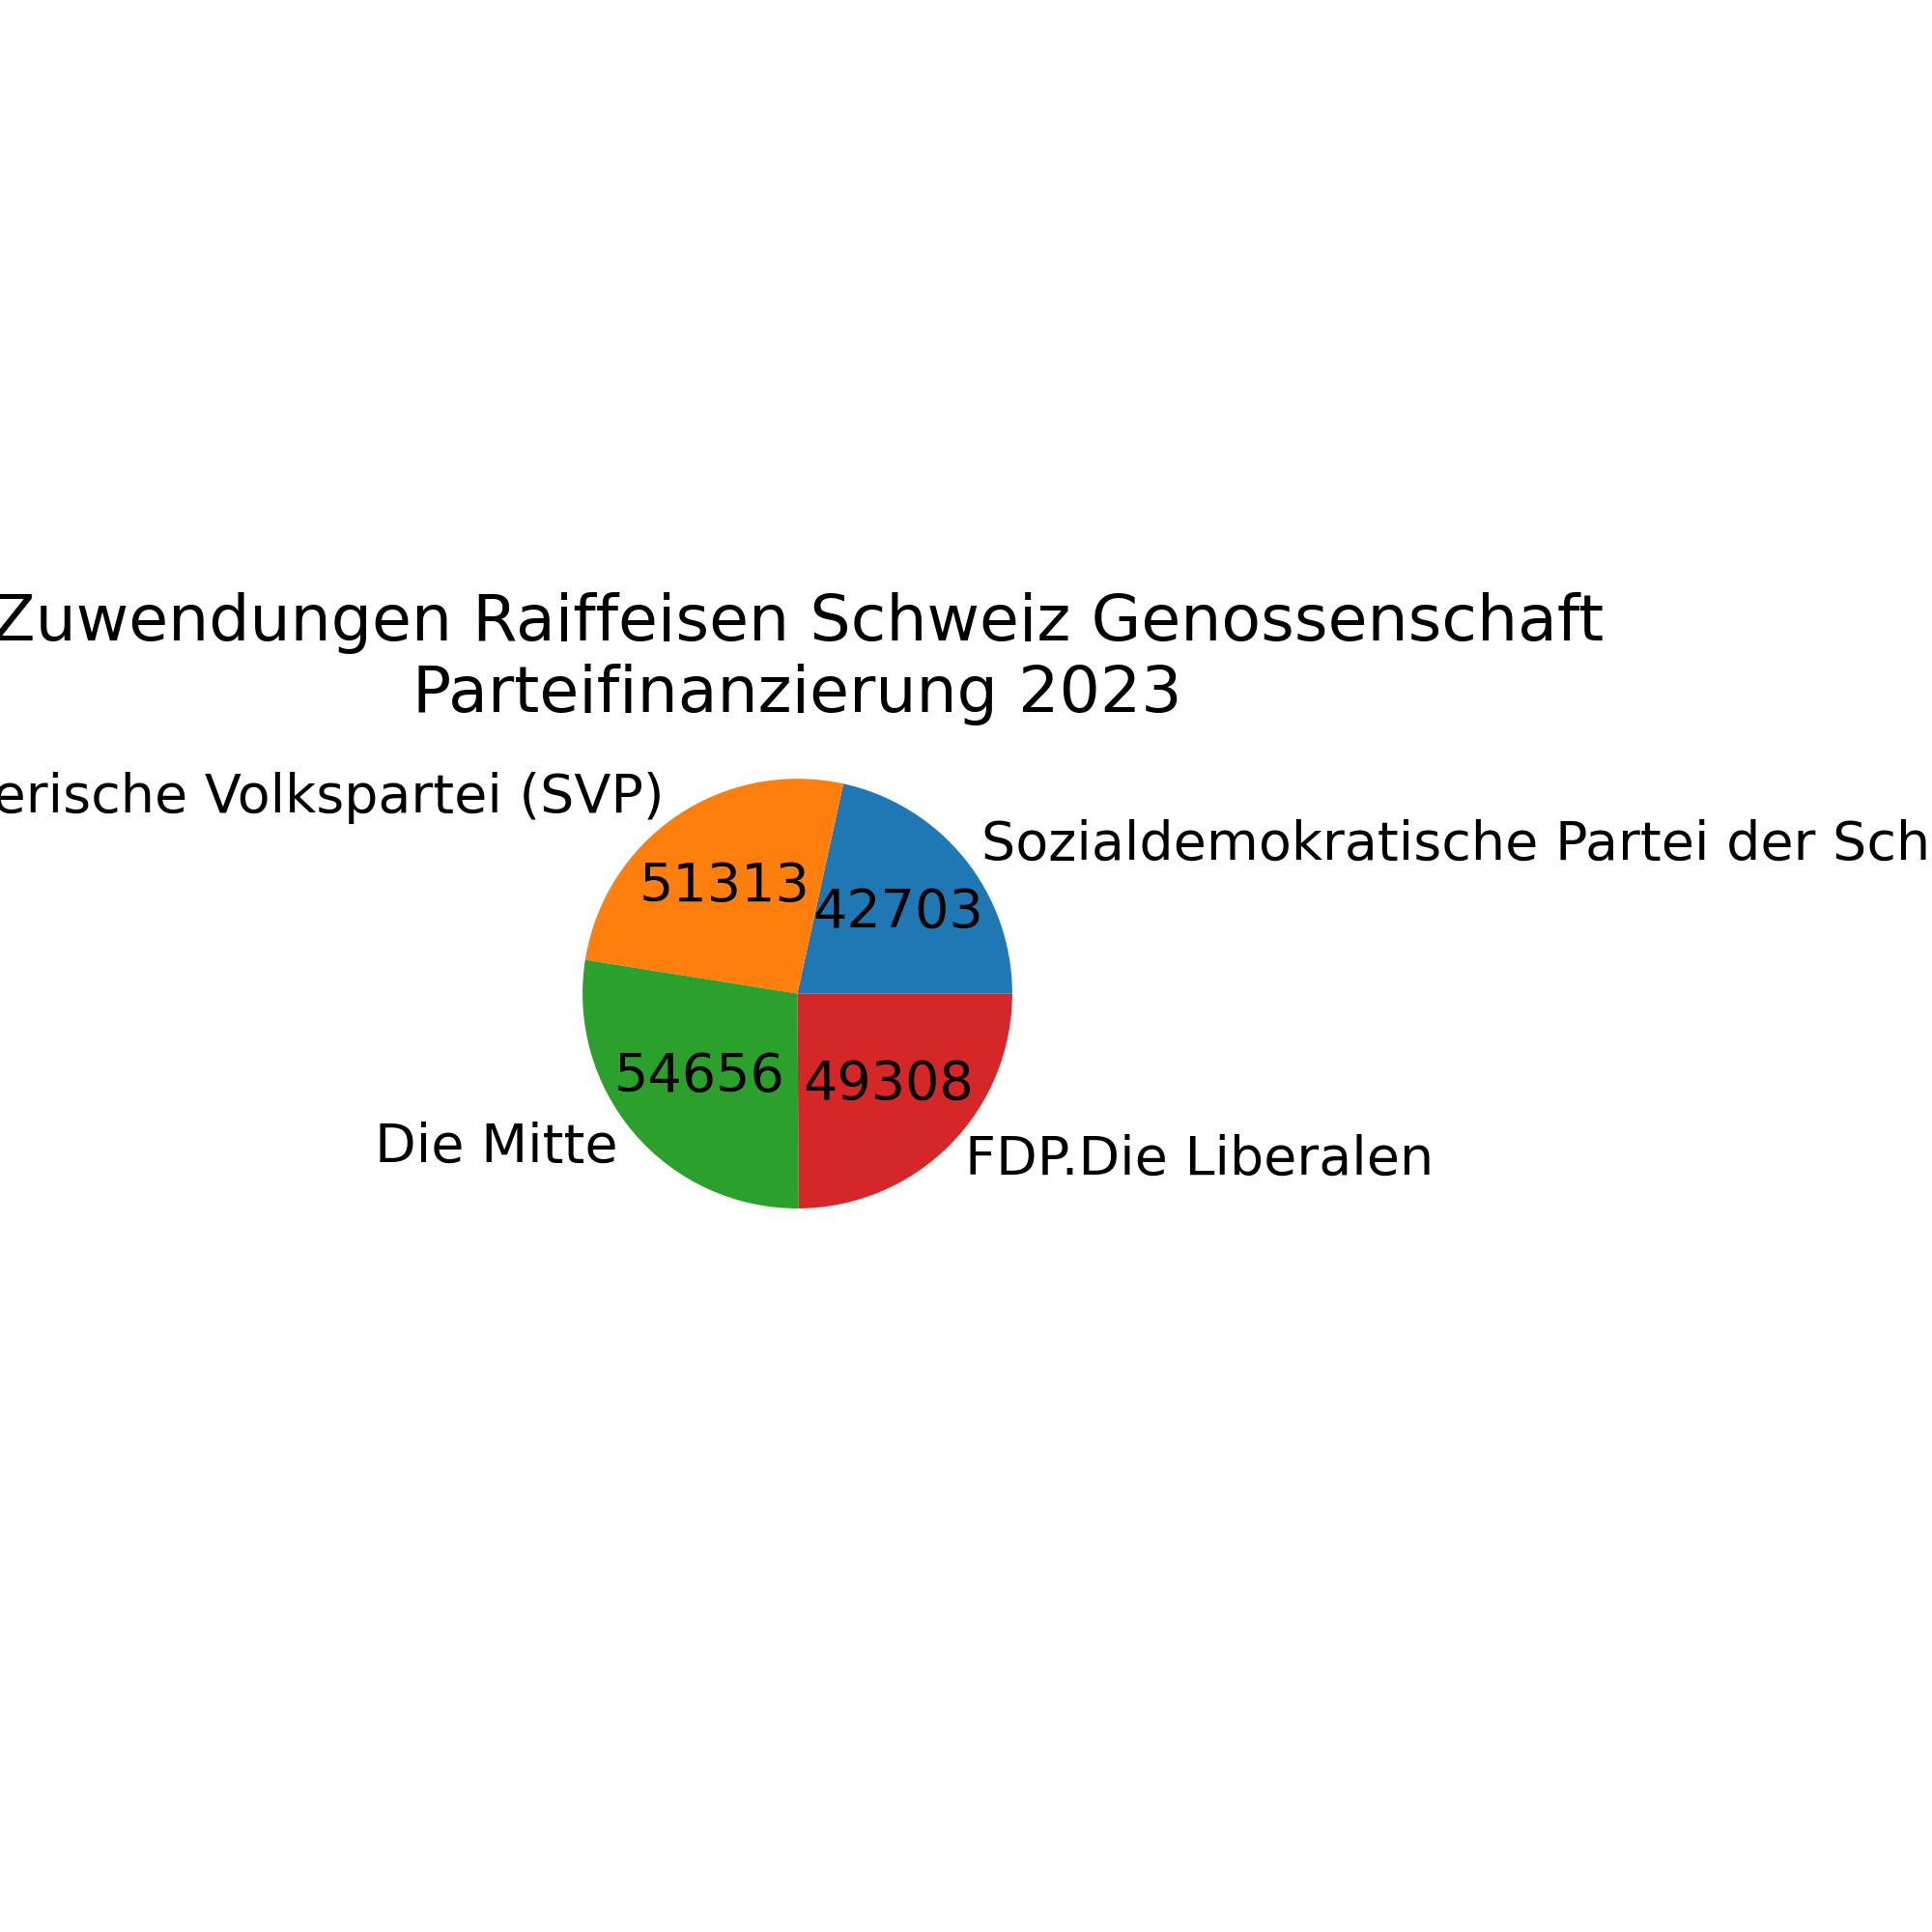 Zuwendungen Raiffeisen Schweiz Genossenschaft
Parteifinanzierung 2023
erische Volkspartei (SVP)
Sozialdemokratische Partei der Sch
51313
42703
54656
49308
Die Mitte
FDP.Die Liberalen